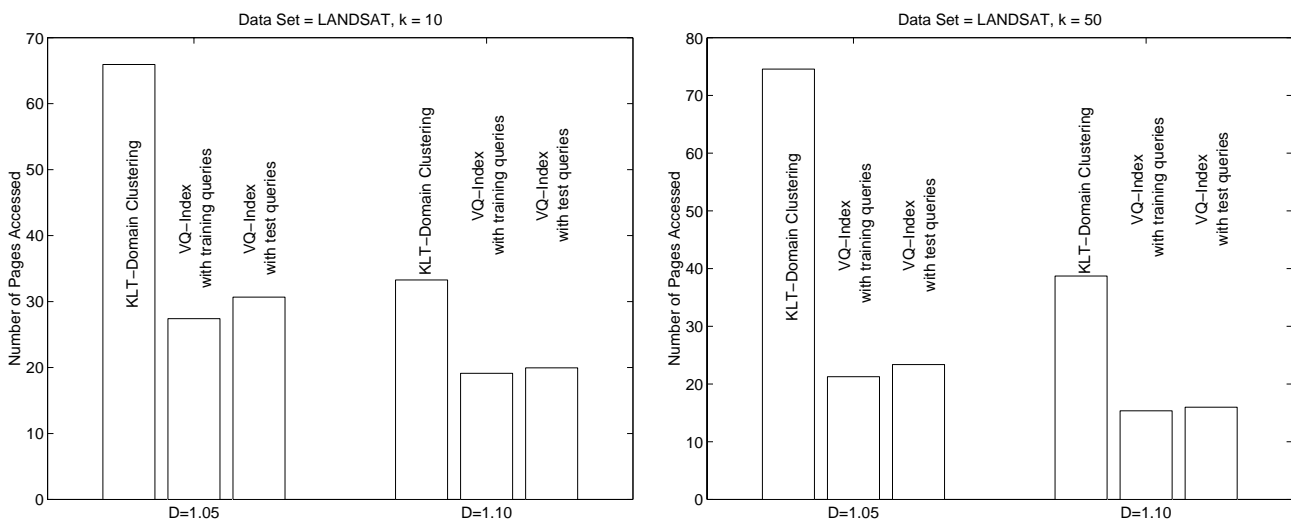 Data Set = LANDSAT, k = 10
Number of Pages Accessed
70
60
50
40
30
20
10
0
KLT−Domain Clustering
VQ−Index
with training queries
VQ−Index
with test queries
KLT−Domain Clustering
VQ−Index
with training queries
VQ−Index
with test queries
D=1.05
D=1.10
Data Set = LANDSAT, k = 50
Number of Pages Accessed
80
70
60
50
40
30
20
10
0
KLT−Domain Clustering
VQ−Index
with training queries
VQ−Index
with test queries
KLT−Domain Clustering
VQ−Index
with training queries
VQ−Index
with test queries
D=1.05
D=1.10